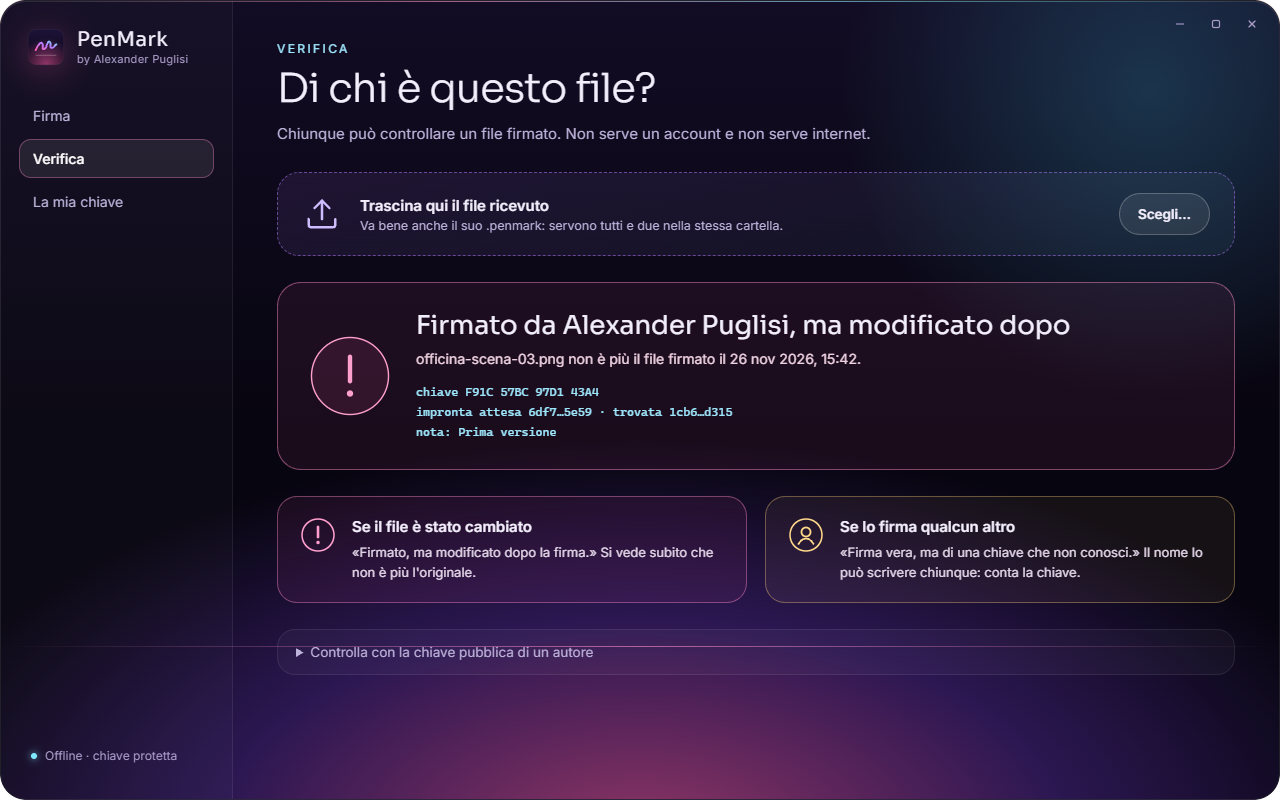 PenMark
by Alexander Puglisi
Firma
Verifica
La mia chiave
Offline · chiave protetta
VERIFICA
Di chi è questo file?
Chiunque può controllare un file firmato. Non serve un account e non serve internet.
Trascina qui il file ricevuto
Va bene anche il suo .penmark: servono tutti e due nella stessa cartella.
Scegli...
Firmato da Alexander Puglisi, ma modificato dopo
officina-scena-03.png non è più il file firmato il 26 nov 2026, 15:42.
chiave F91C 57BC 97D1 43A4
impronta attesa 6df7…5e59 · trovata 1cb6…d315
nota: Prima versione
Se il file è stato cambiato
«Firmato, ma modificato dopo la firma.» Si vede subito che
non è più l'originale.
Se lo firma qualcun altro
«Firma vera, ma di una chiave che non conosci.» Il nome lo
può scrivere chiunque: conta la chiave.
Controlla con la chiave pubblica di un autore